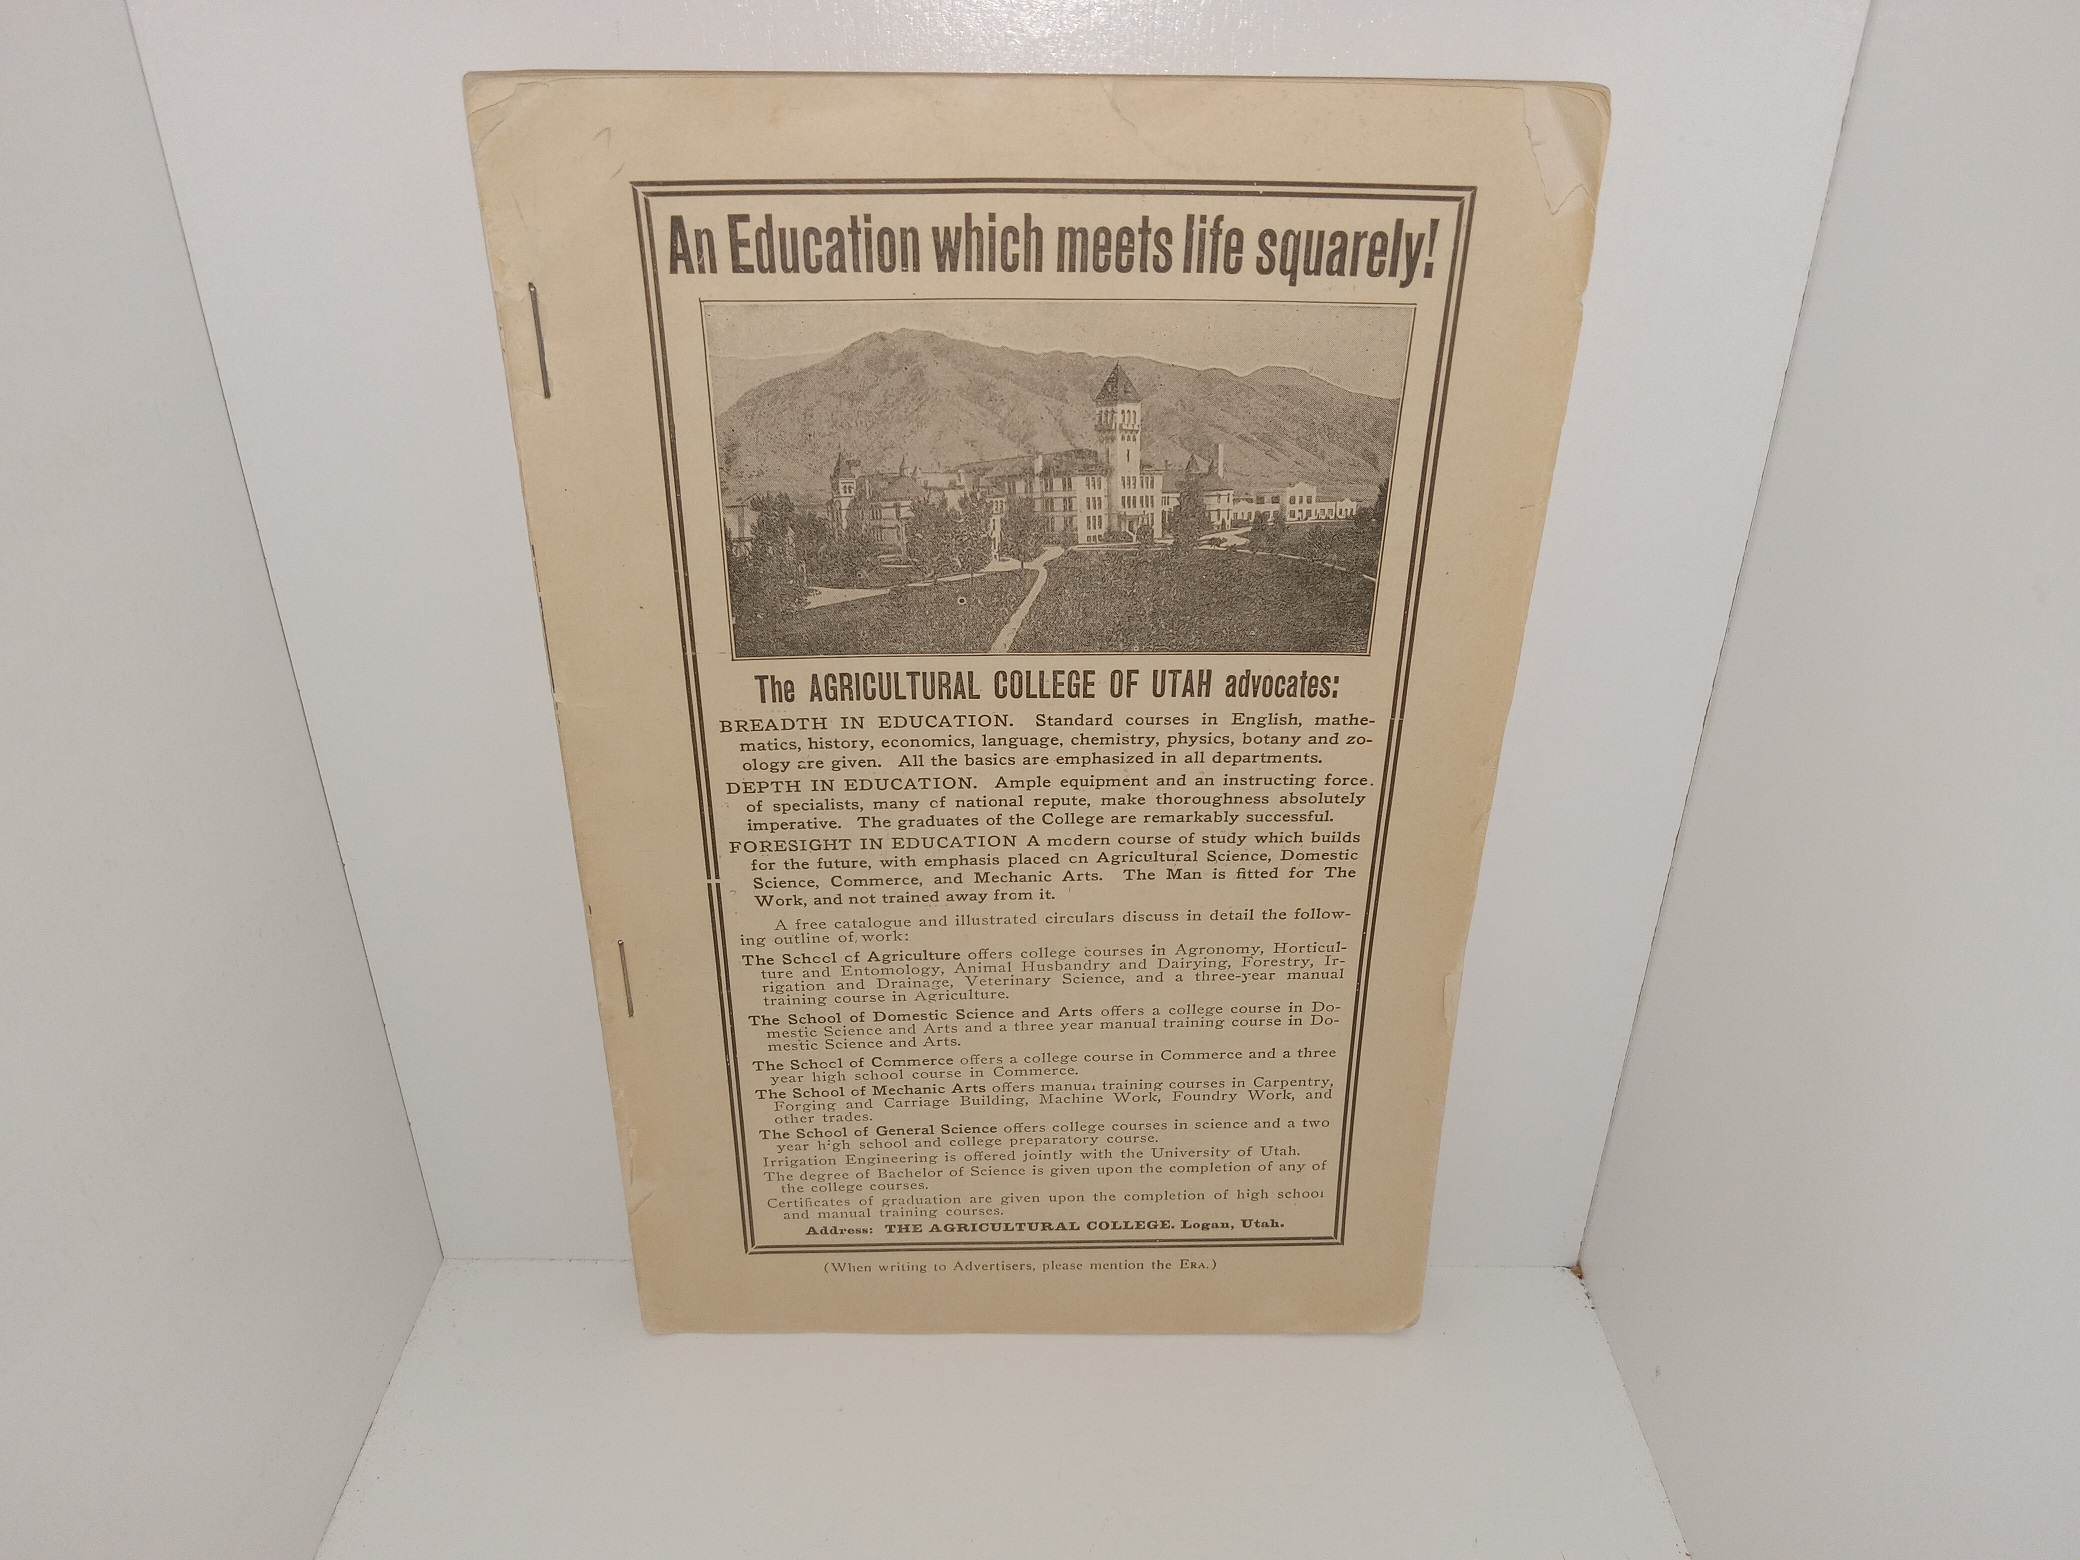 An Education which meets life squarely!
The AGRICULTURAL COLLEGE OF UTAH advocates:
BREADTH IN EDUCATION. Standard courses in English, mathe-
matics, history, economics, language, chemistry, physics, botany and zo-
ology are given. All the basics are emphasized in all departments.
DEPTH IN EDUCATION. Ample equipment and an instructing force
of specialists, many of national repute, make thoroughness absolutely
imperative. The graduates of the College are remarkably successful.
FORESIGHT IN EDUCATION A modern course of study which builds
for the future, with emphasis placed on Agricultural Science, Domestic
Science, Commerce, and Mechanic Arts. The Man is fitted for The
Work, and not trained away from it.
A free catalogue and illustrated circulars discuss in detail the follow-
ing outline of work:
The School of Agriculture offers college courses in Agronomy, Horticul-
ture and Entomology, Animal Husbandry and Dairying, Forestry, Ir-
rigation and Drainage, Veterinary Science, and a three-year manual
training course in Agriculture.
The School of Domestic Science and Arts offers a college course in Do-
mestic Science and Arts and a three year manual training course in Do-
mestic Science and Arts.
The School of Commerce offers a college course in Commerce and a three
year high school course in Commerce.
The School of Mechanic Arts offers manual training courses in Carpentry,
Forging and Carriage Building, Machine Work, Foundry Work, and
other trades.
The School of General Science offers college courses in science and a two
year high school and college preparatory course.
Irrigation Engineering is offered jointly with the University of Utah.
The degree of Bachelor of Science is given upon the completion of any of
the college courses.
Certificates of graduation are given upon the completion of high school
and manual training courses.
Address: THE AGRICULTURAL COLLEGE. Logan, Utah.
(When writing to Advertisers, please mention the ERA.)